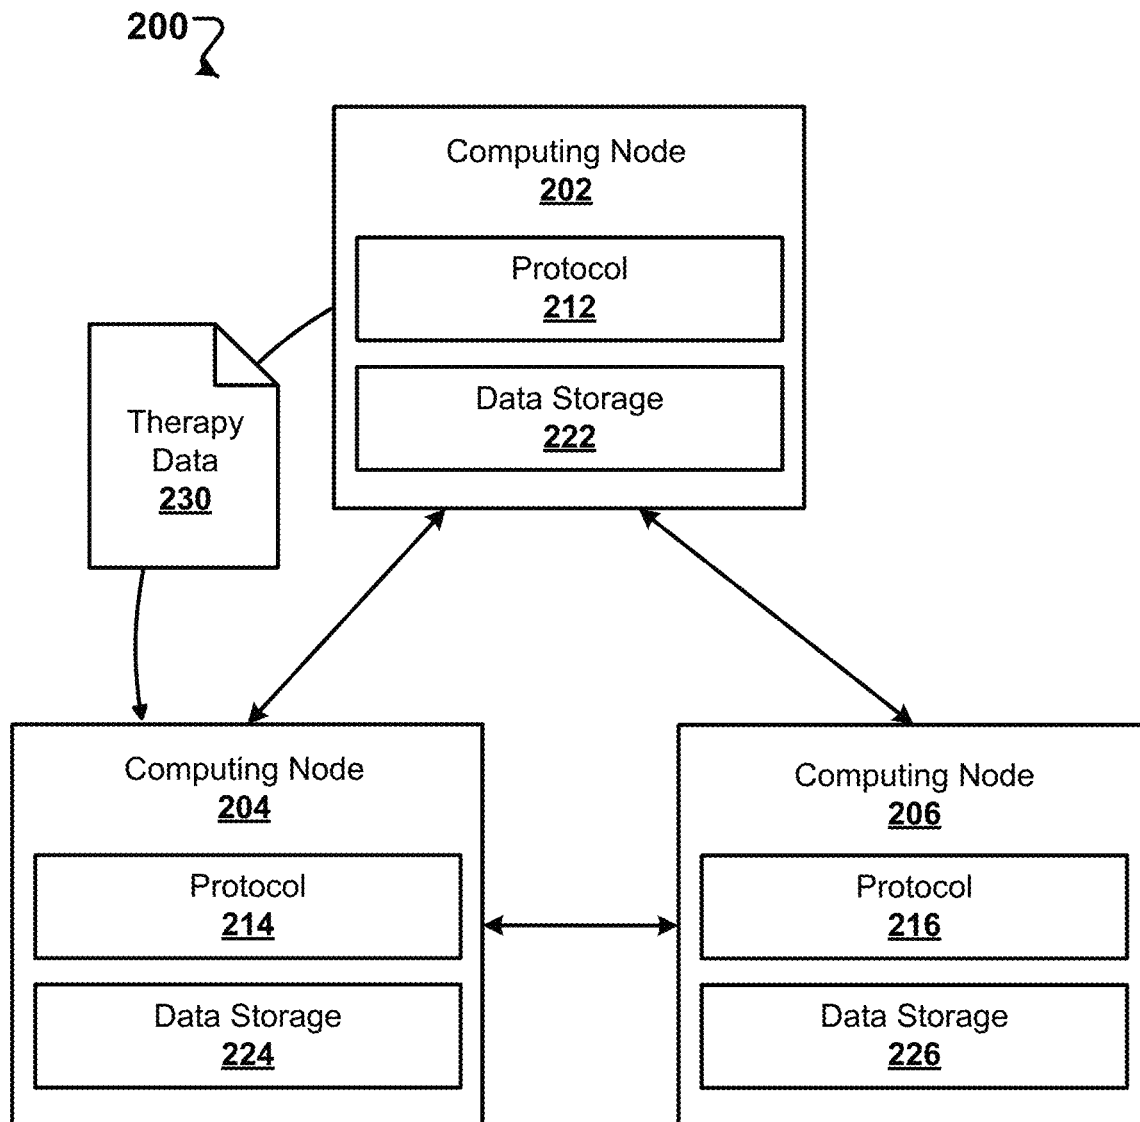 200
Computing Node
202
Protocol
212
Data Storage
222
Therapy
Data
230
Computing Node
204
Protocol
214
Data Storage
224
Computing Node
206
Protocol
216
Data Storage
226